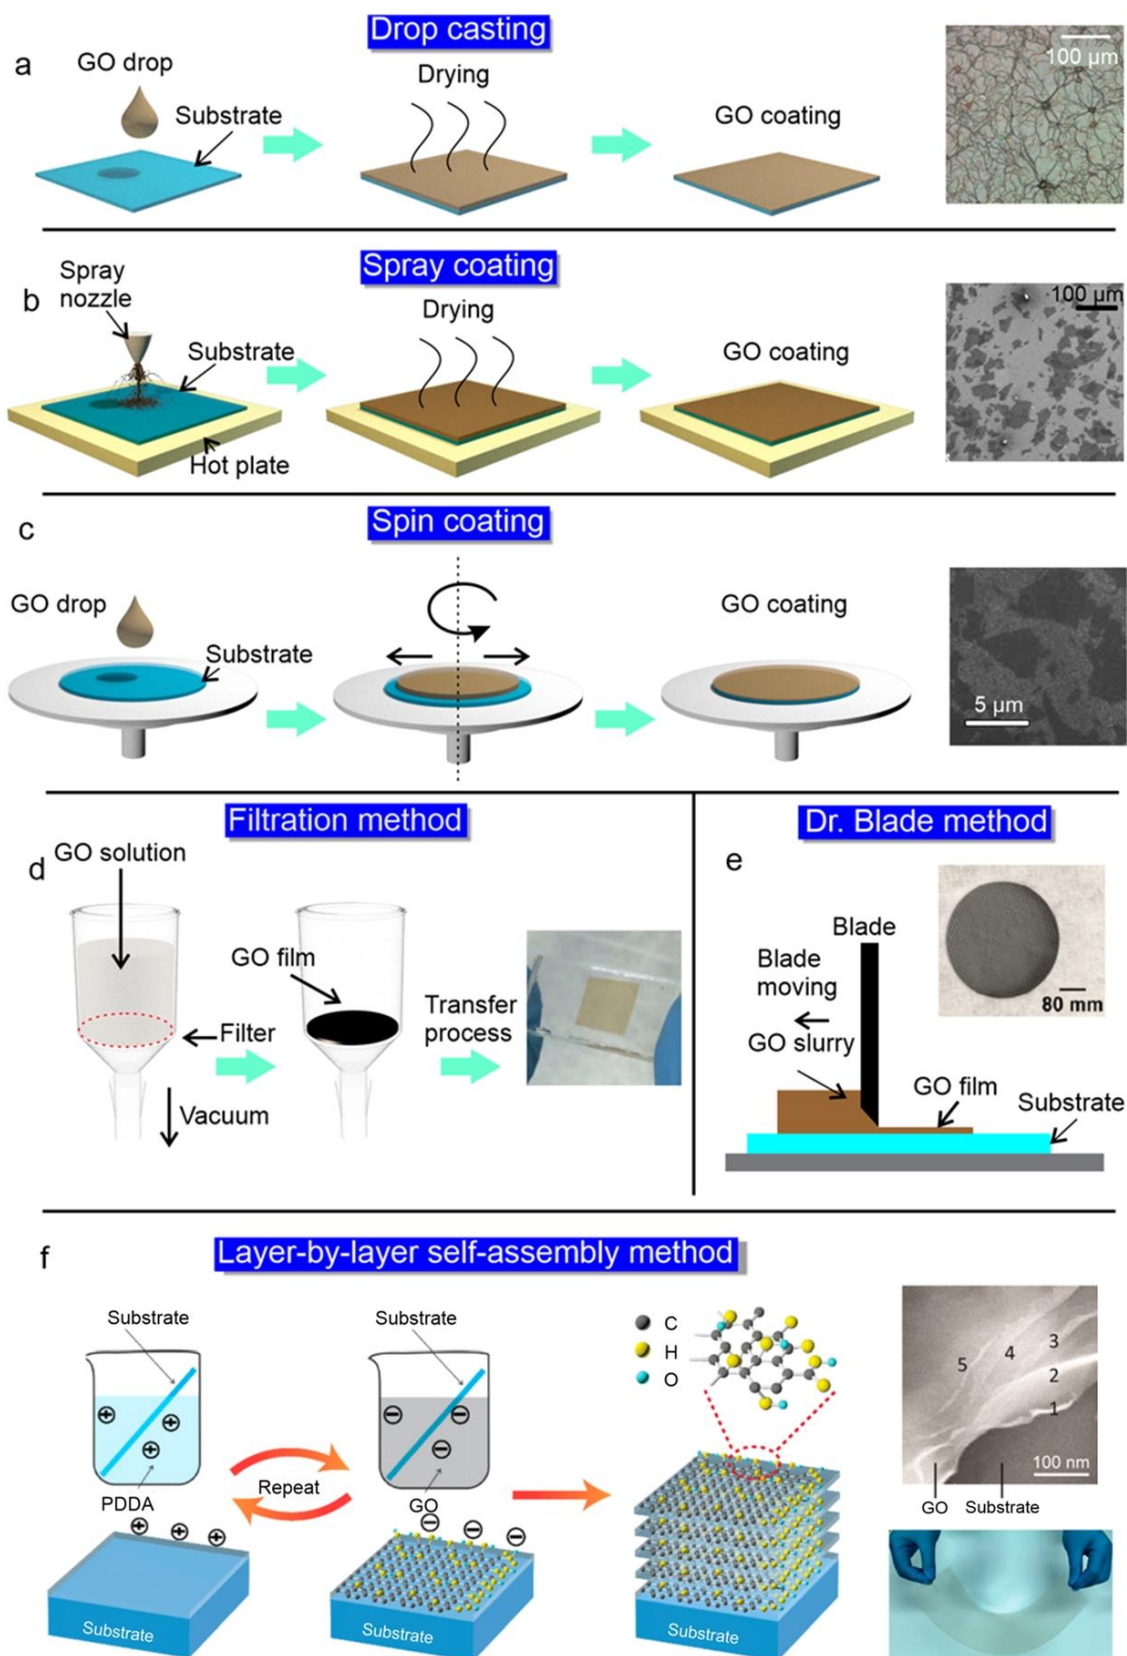 Drop casting
a
GO drop
Substrate
Drying
GO coating
100 µm
Spray coating
b
Spray
nozzle
Substrate
Hot plate
Drying
GO coating
100 µm
Spin coating
c
GO drop
Substrate
GO coating
5 µm
Filtration method
d
GO solution
Filter
Vacuum
GO film
Transfer
process
Dr. Blade method
e
Blade
Blade
moving
GO slurry
GO film
Substrate
80 mm
Layer-by-layer self-assembly method
f
Substrate
PDDA
Repeat
Substrate
GO
C
H
O
Substrate
Substrate
Substrate
5
4
3
2
1
100 nm
GO
Substrate